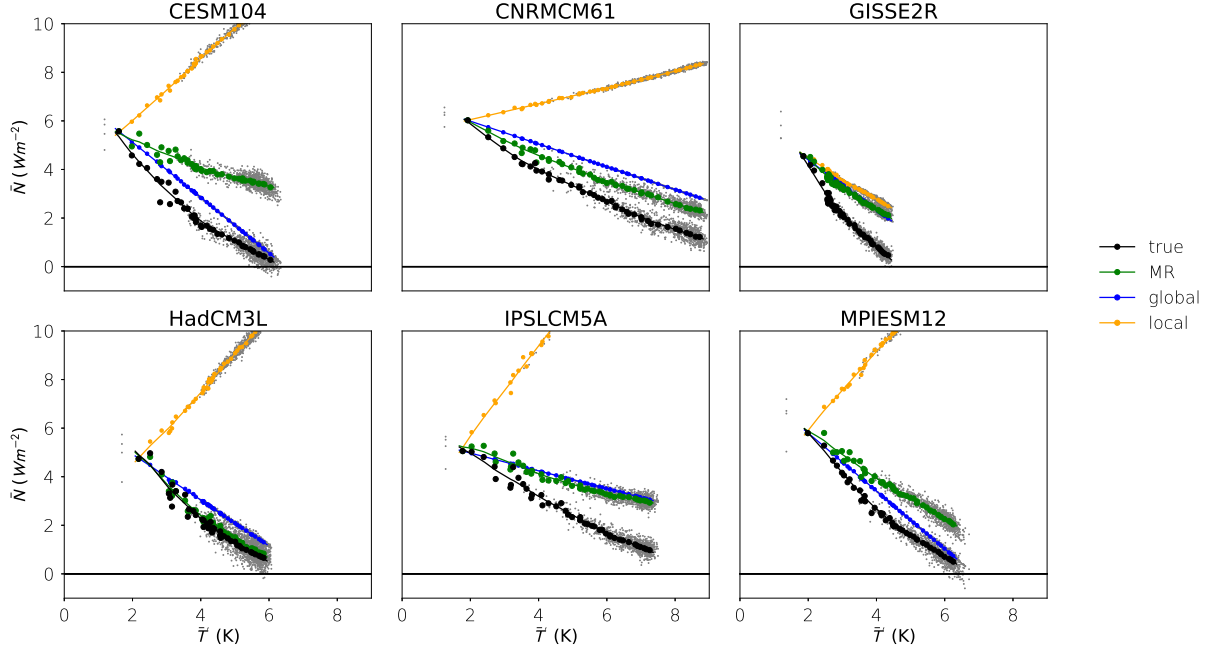 CESM104 CNRMCM61 GISSE2R
10
8
6
4
2
0
N̄ (Wm⁻²)
true
MR
global
local
HadCM3L IPSLCM5A MPIESM12
10
8
6
4
2
0
N̄ (Wm⁻²)
0 2 4 6 8 0 2 4 6 8 0 2 4 6 8
T̄′ (K) T̄′ (K) T̄′ (K)